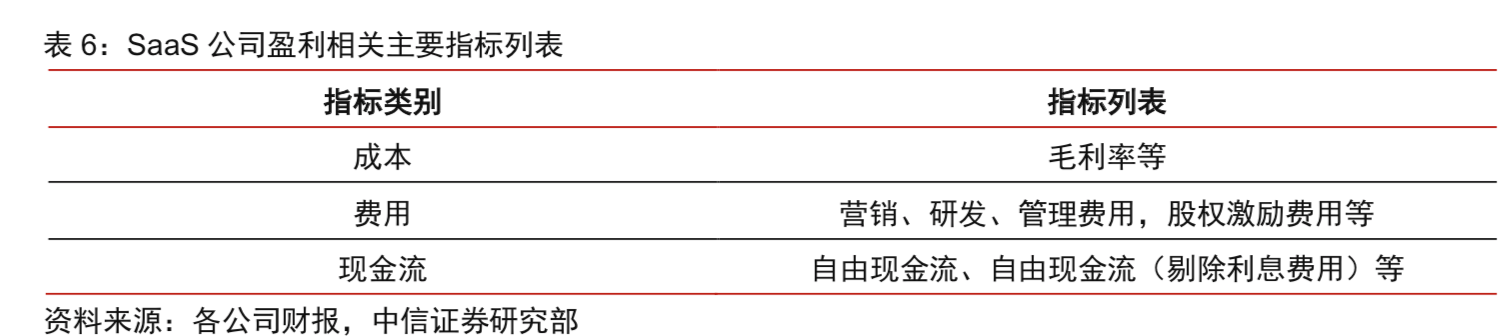 表 6：SaaS 公司盈利相关主要指标列表
指标类别 指标列表
成本 毛利率等
费用 营销、研发、管理费用，股权激励费用等
现金流 自由现金流、自由现金流（剔除利息费用）等
资料来源：各公司财报，中信证券研究部